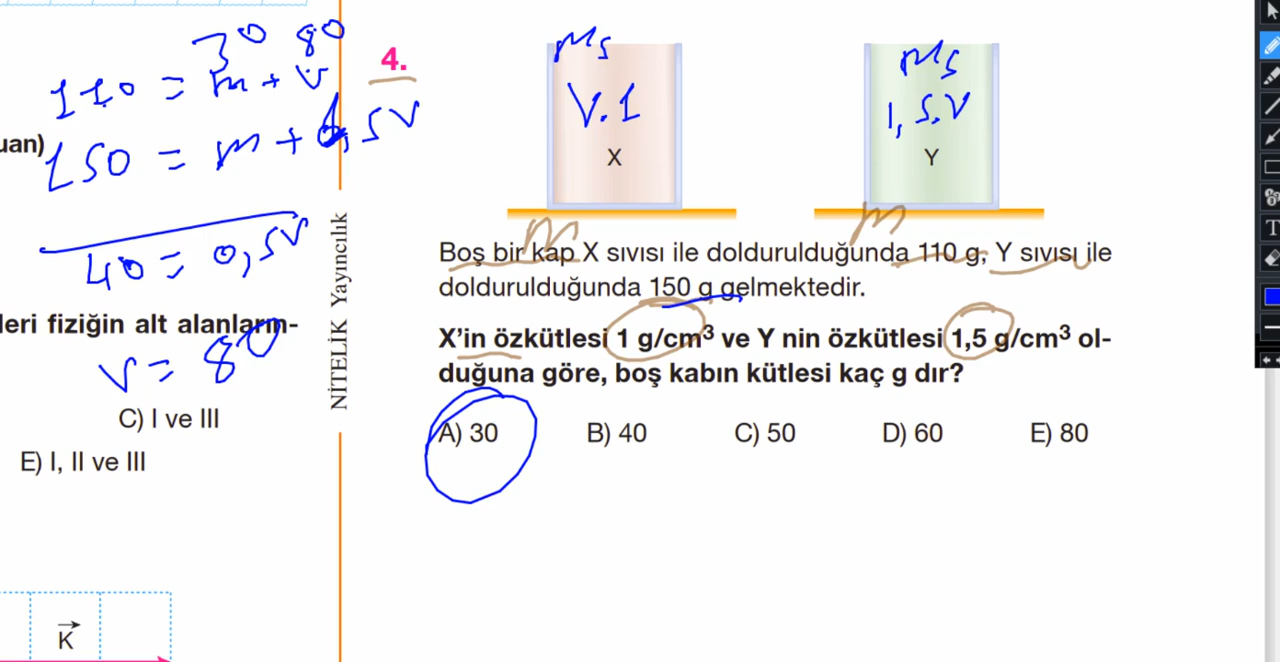 30 80
110 = m + v
150 = m + 1,5V
40 = 0,5V
V = 80
uan)
leri fiziğin alt alanların-
C) I ve III
E) I, II ve III
K
NİTELİK Yayıncılık
4.
Ms
V.1
X
Ms
1,5.V
Y
m
m
Boş bir kap X sıvısı ile doldurulduğunda 110 g, Y sıvısı ile
doldurulduğunda 150 g gelmektedir.
X'in özkütlesi 1 g/cm³ ve Y nin özkütlesi 1,5 g/cm³ ol-
duğuna göre, boş kabın kütlesi kaç g dır?
A) 30 B) 40 C) 50 D) 60 E) 80
T